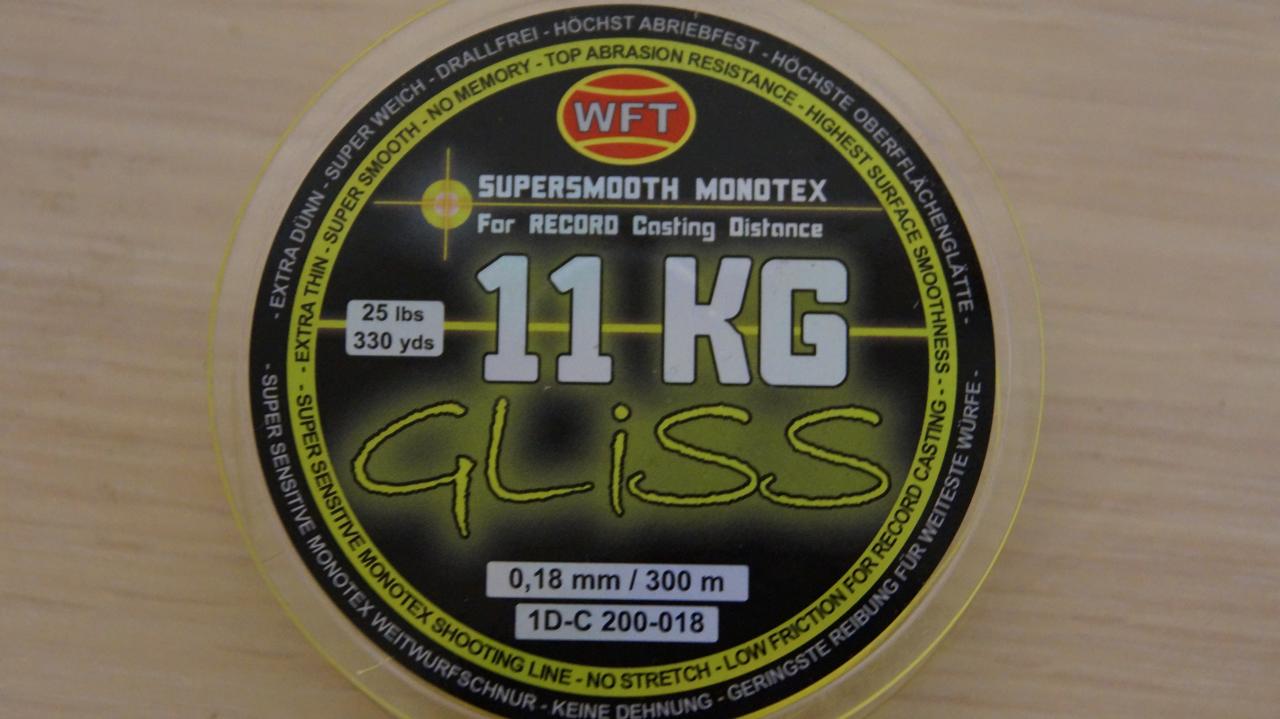 - EXTRA DÜNN - SUPER WEICH - DRALLFREI - HÖCHST ABRIEBFEST - HÖCHSTE OBERFFLÄCHENGLÄTTE -
- EXTRA THIN - SUPER SMOOTH - NO MEMORY - TOP ABRASION RESISTANCE - HIGHEST SURFACE SMOOTHNESS -
WFT
SUPERSMOOTH MONOTEX
For RECORD Casting Distance
11 KG
25 lbs
330 yds
GLiSS
0,18 mm / 300 m
1D-C 200-018
- SUPER SENSITIVE MONOTEX SHOOTING LINE - NO STRETCH - LOW FRICTION FOR RECORD CASTING -
- SUPER SENSITIVE MONOTEX WEITWURFSCHNUR - KEINE DEHNUNG - GERINGSTE REIBUNG FÜR WEITESTE WÜRFE -